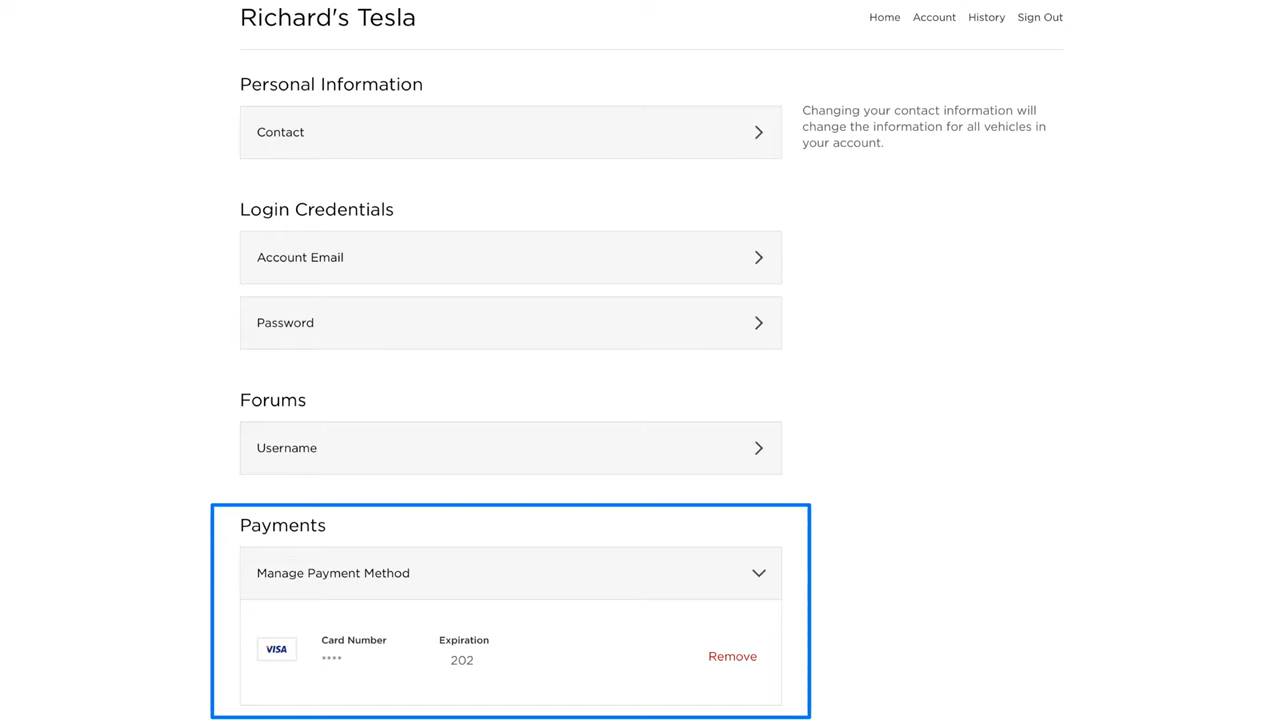 Richard's Tesla
Home Account History Sign Out
Personal Information
Contact
Changing your contact information will
change the information for all vehicles in
your account.
Login Credentials
Account Email
Password
Forums
Username
Payments
Manage Payment Method
VISA
Card Number Expiration
**** 202
Remove